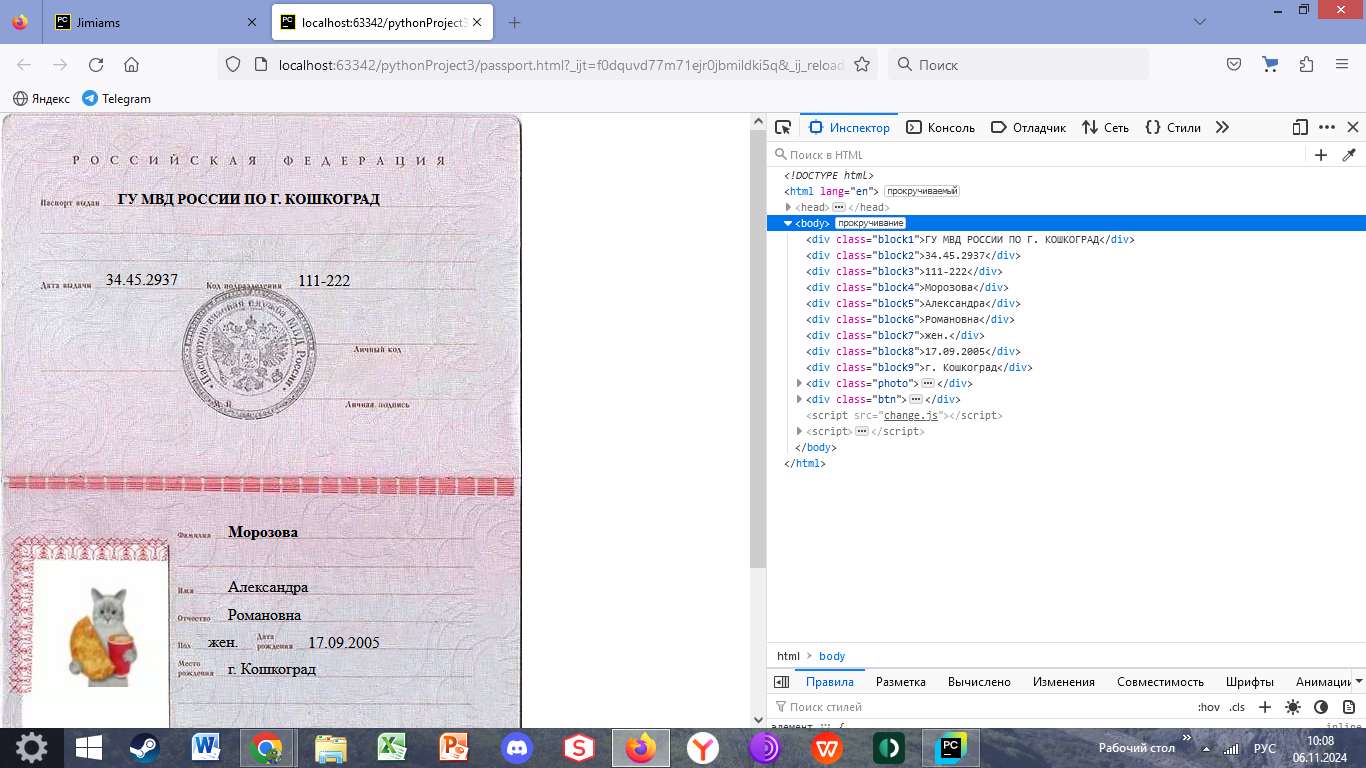 Jimiams
localhost:63342/pythonProject3
localhost:63342/pythonProject3/passport.html?_ijt=f0dquvd77m71ejr0jbmildki5q&_ij_reload
Поиск
Яндекс
Telegram
РОССИЙСКАЯ ФЕДЕРАЦИЯ
Паспорт выдан ГУ МВД РОССИИ ПО Г. КОШКОГРАД
Дата выдачи 34.45.2937 Код подразделения 111-222
Паспортно-визовая служба МВД России
Личный код
М.П
Личная подпись
Фамилия Морозова
Имя Александра
Отчество Романовна
Пол жен. Дата рождения 17.09.2005
Место рождения г. Кошкоград
Инспектор
Консоль
Отладчик
Сеть
Стили
Поиск в HTML
<!DOCTYPE html>
<html lang="en"> прокручиваемый
<head> ••• </head>
<body> прокручивание
<div class="block1">ГУ МВД РОССИИ ПО Г. КОШКОГРАД</div>
<div class="block2">34.45.2937</div>
<div class="block3">111-222</div>
<div class="block4">Морозова</div>
<div class="block5">Александра</div>
<div class="block6">Романовна</div>
<div class="block7">жен.</div>
<div class="block8">17.09.2005</div>
<div class="block9">г. Кошкоград</div>
<div class="photo"> ••• </div>
<div class="btn"> ••• </div>
<script src="change.js"></script>
<script> ••• </script>
</body>
</html>
html > body
Правила
Разметка
Вычислено
Изменения
Совместимость
Шрифты
Анимации
Поиск стилей
:hov .cls
элемент { inline
Рабочий стол
РУС
10:08
06.11.2024